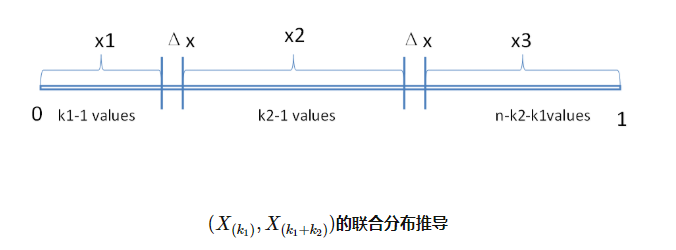 x1 Δ x x2 Δ x x3
0 k1-1 values k2-1 values n-k2-k1values 1
(X_{(k_1)}, X_{(k_1+k_2)})的联合分布推导